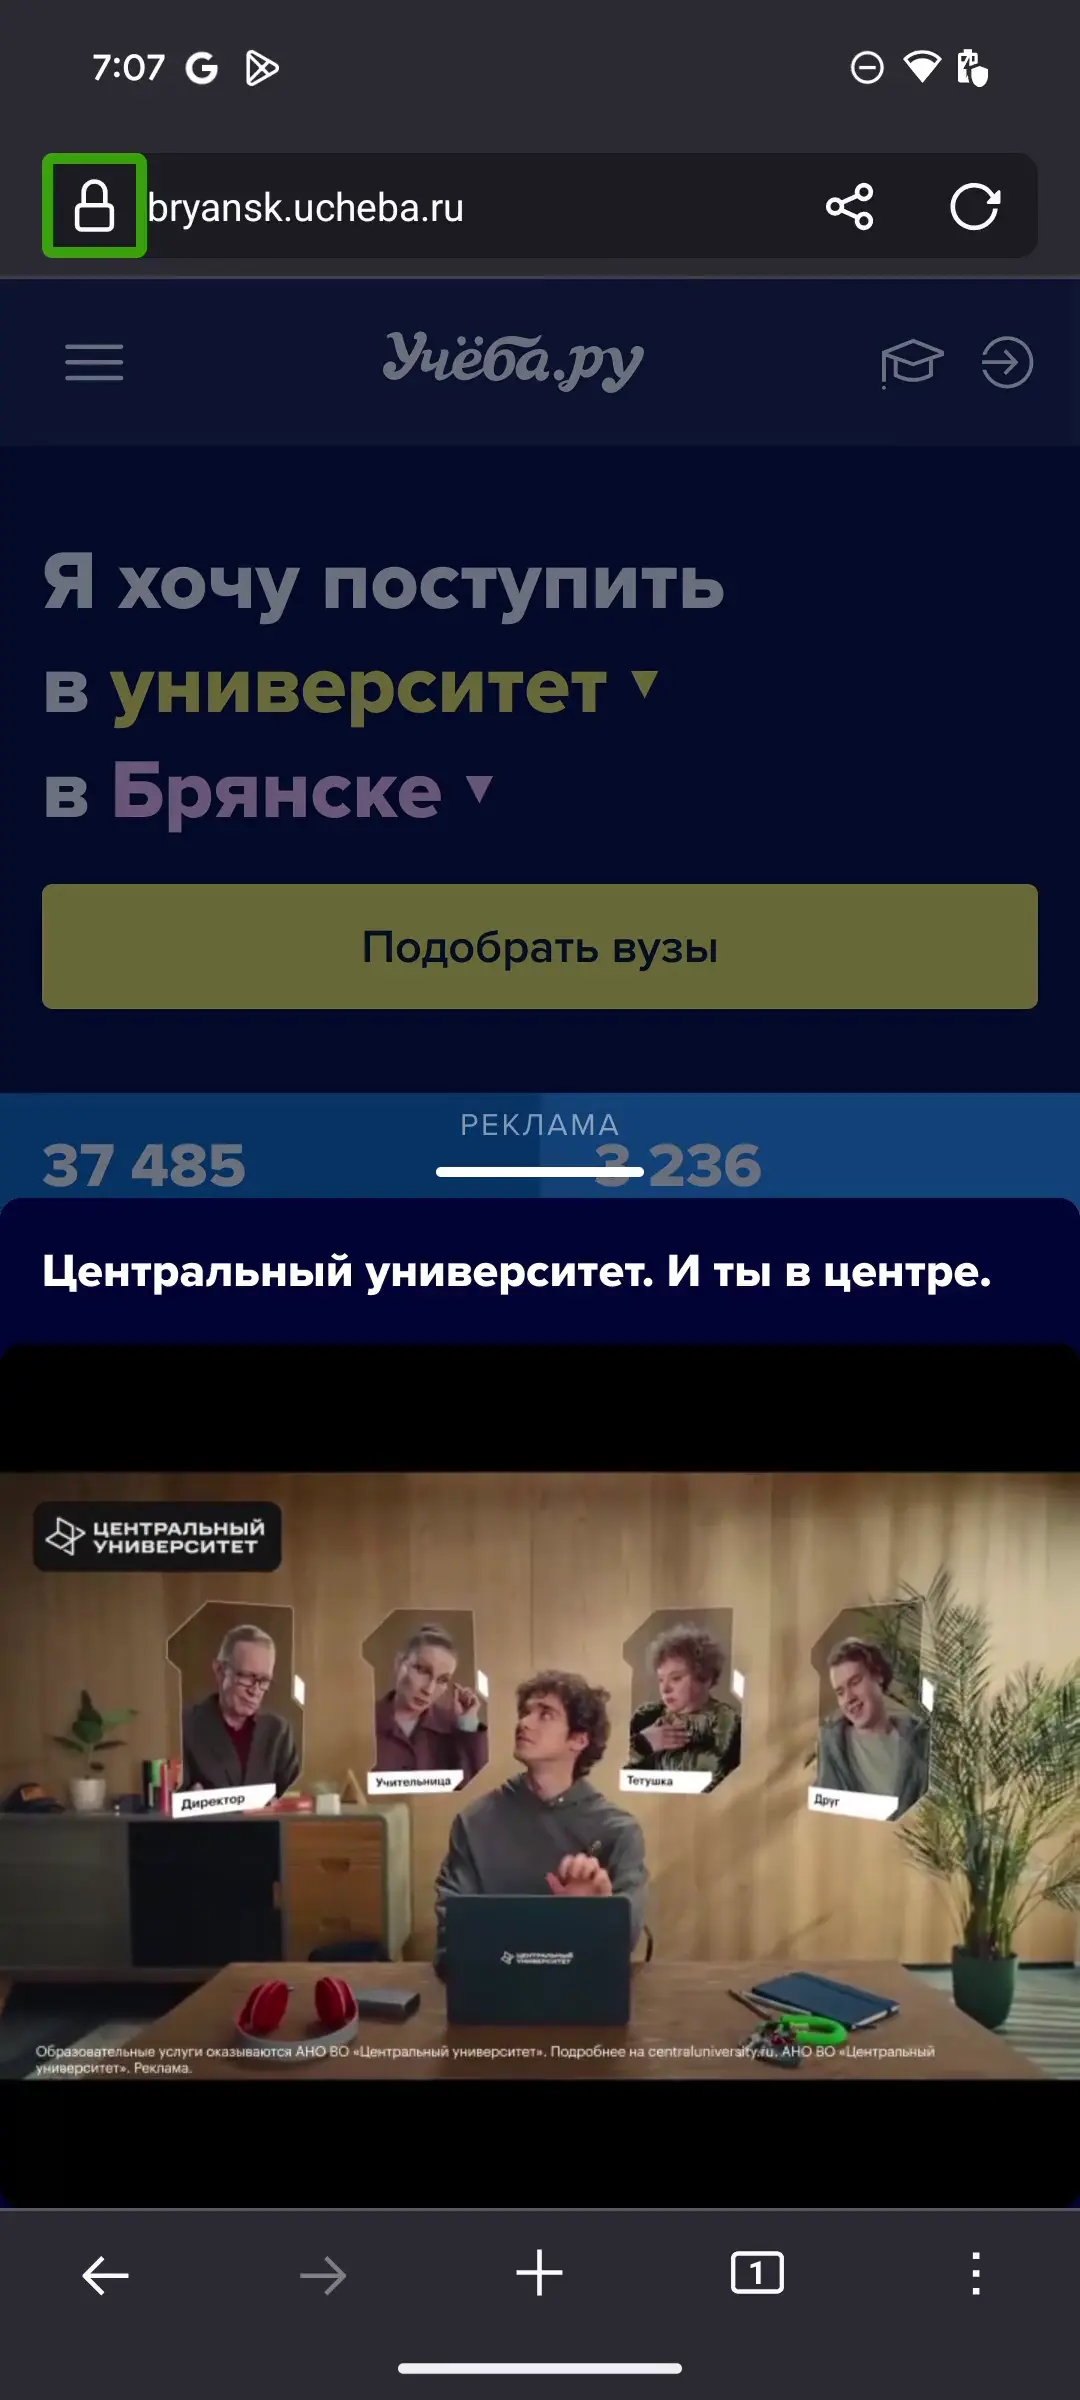 7:07
bryansk.ucheba.ru
Учёба.ру
Я хочу поступить
в университет
в Брянске
Подобрать вузы
РЕКЛАМА
37 485
3 236
Центральный университет. И ты в центре.
ЦЕНТРАЛЬНЫЙ
УНИВЕРСИТЕТ
Директор
Учительница
Тетушка
Друг
ЦЕНТРАЛЬНЫЙ
УНИВЕРСИТЕТ
Образовательные услуги оказываются АНО ВО «Центральный университет». Подробнее на centraluniversity.ru. АНО ВО «Центральный
университет». Реклама.
1